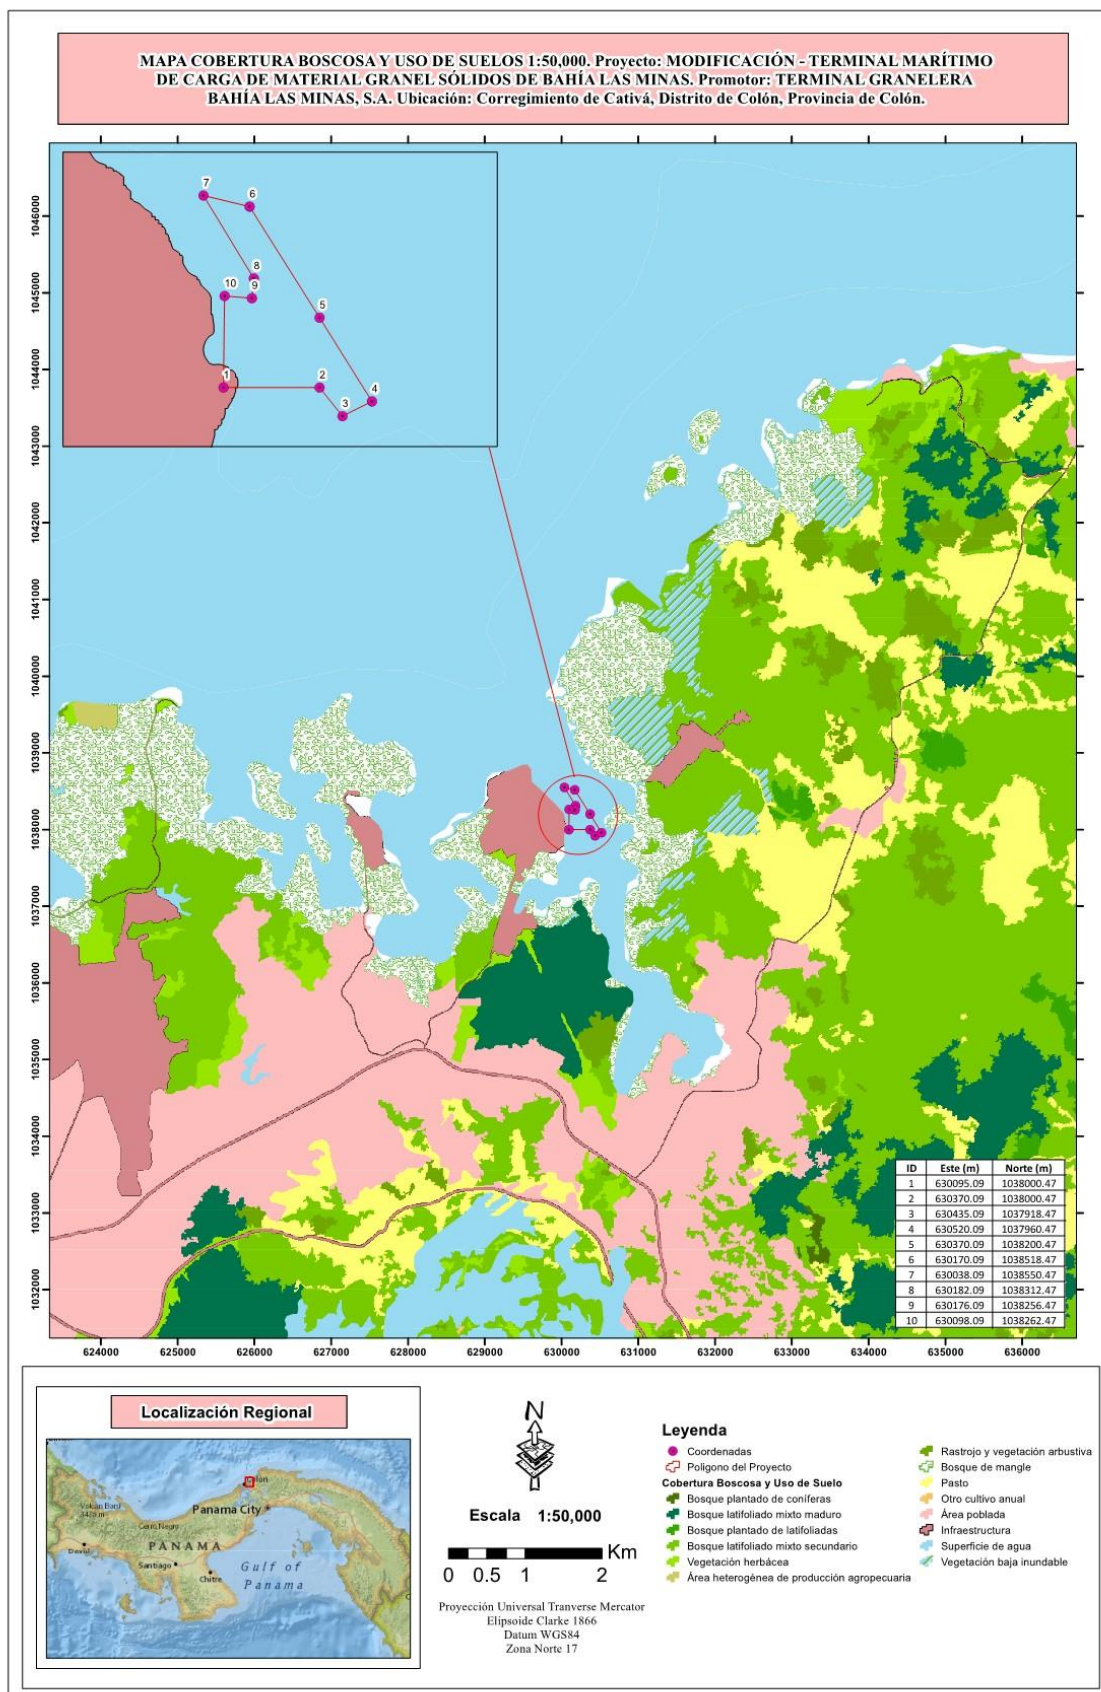 MAPA COBERTURA BOSCOSA Y USO DE SUELOS 1:50,000. Proyecto: MODIFICACIÓN - TERMINAL MARÍTIMO
DE CARGA DE MATERIAL GRANEL SÓLIDOS DE BAHÍA LAS MINAS. Promotor: TERMINAL GRANELERA
BAHÍA LAS MINAS, S.A. Ubicación: Corregimiento de Cativá, Distrito de Colón, Provincia de Colón.
7
6
8
10
9
5
1
2
3
4
1046000
1045000
1044000
1043000
1042000
1041000
1040000
1039000
1038000
1037000
1036000
1035000
1034000
1033000
1032000
ID Este (m) Norte (m)
1 630095.09 1038000.47
2 630370.09 1038000.47
3 630435.09 1037918.47
4 630520.09 1037960.47
5 630370.09 1038200.47
6 630170.09 1038518.47
7 630038.09 1038550.47
8 630182.09 1038312.47
9 630176.09 1038256.47
10 630098.09 1038262.47
624000 625000 626000 627000 628000 629000 630000 631000 632000 633000 634000 635000 636000
Localización Regional
Colón
Panama City
Volcan Baru
3475 m
Cerro Negro
PANAMA
David
Santiago
Chitre
Gulf of
Panama
N
Escala 1:50,000
Km
0 0.5 1 2
Proyección Universal Tranverse Mercator
Elipsoide Clarke 1866
Datum WGS84
Zona Norte 17
Leyenda
Coordenadas
Poligono del Proyecto
Cobertura Boscosa y Uso de Suelo
Bosque plantado de coníferas
Bosque latifoliado mixto maduro
Bosque plantado de latifoliadas
Bosque latifoliado mixto secundario
Vegetación herbácea
Área heterogénea de producción agropecuaria
Rastrojo y vegetación arbustiva
Bosque de mangle
Pasto
Otro cultivo anual
Área poblada
Infraestructura
Superficie de agua
Vegetación baja inundable